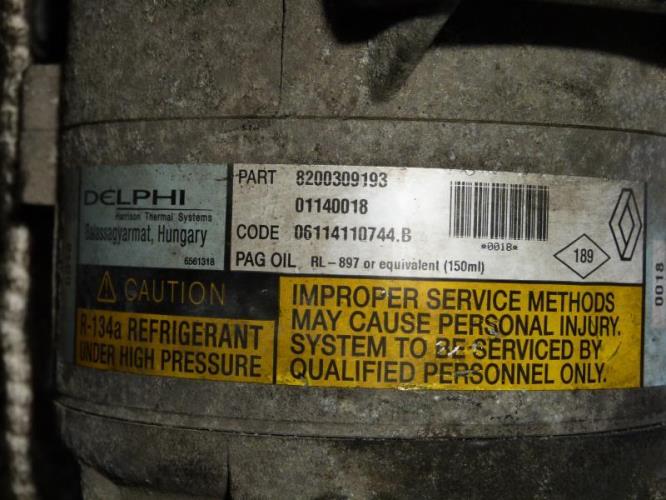 DELPHI
Harrison Thermal Systems
Balassagyarmat, Hungary
6561318
PART 8200309193
01140018
CODE 06114110744.B
PAG OIL RL-897 or equivalent (150ml)
*0018*
189
0018
CAUTION
R-134a REFRIGERANT
UNDER HIGH PRESSURE
IMPROPER SERVICE METHODS
MAY CAUSE PERSONAL INJURY.
SYSTEM TO BE SERVICED BY
QUALIFIED PERSONNEL ONLY.